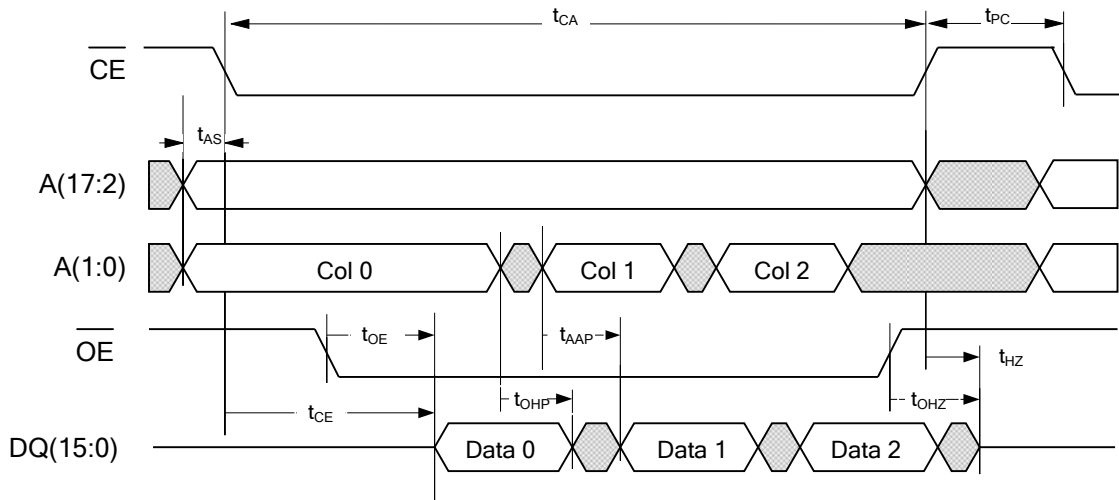 tCA
tPC
CE
tAS
A(17:2)
A(1:0)
Col 0
Col 1
Col 2
OE
tOE
tAAP
tHZ
tOHP
tOHZ
tCE
DQ(15:0)
Data 0
Data 1
Data 2